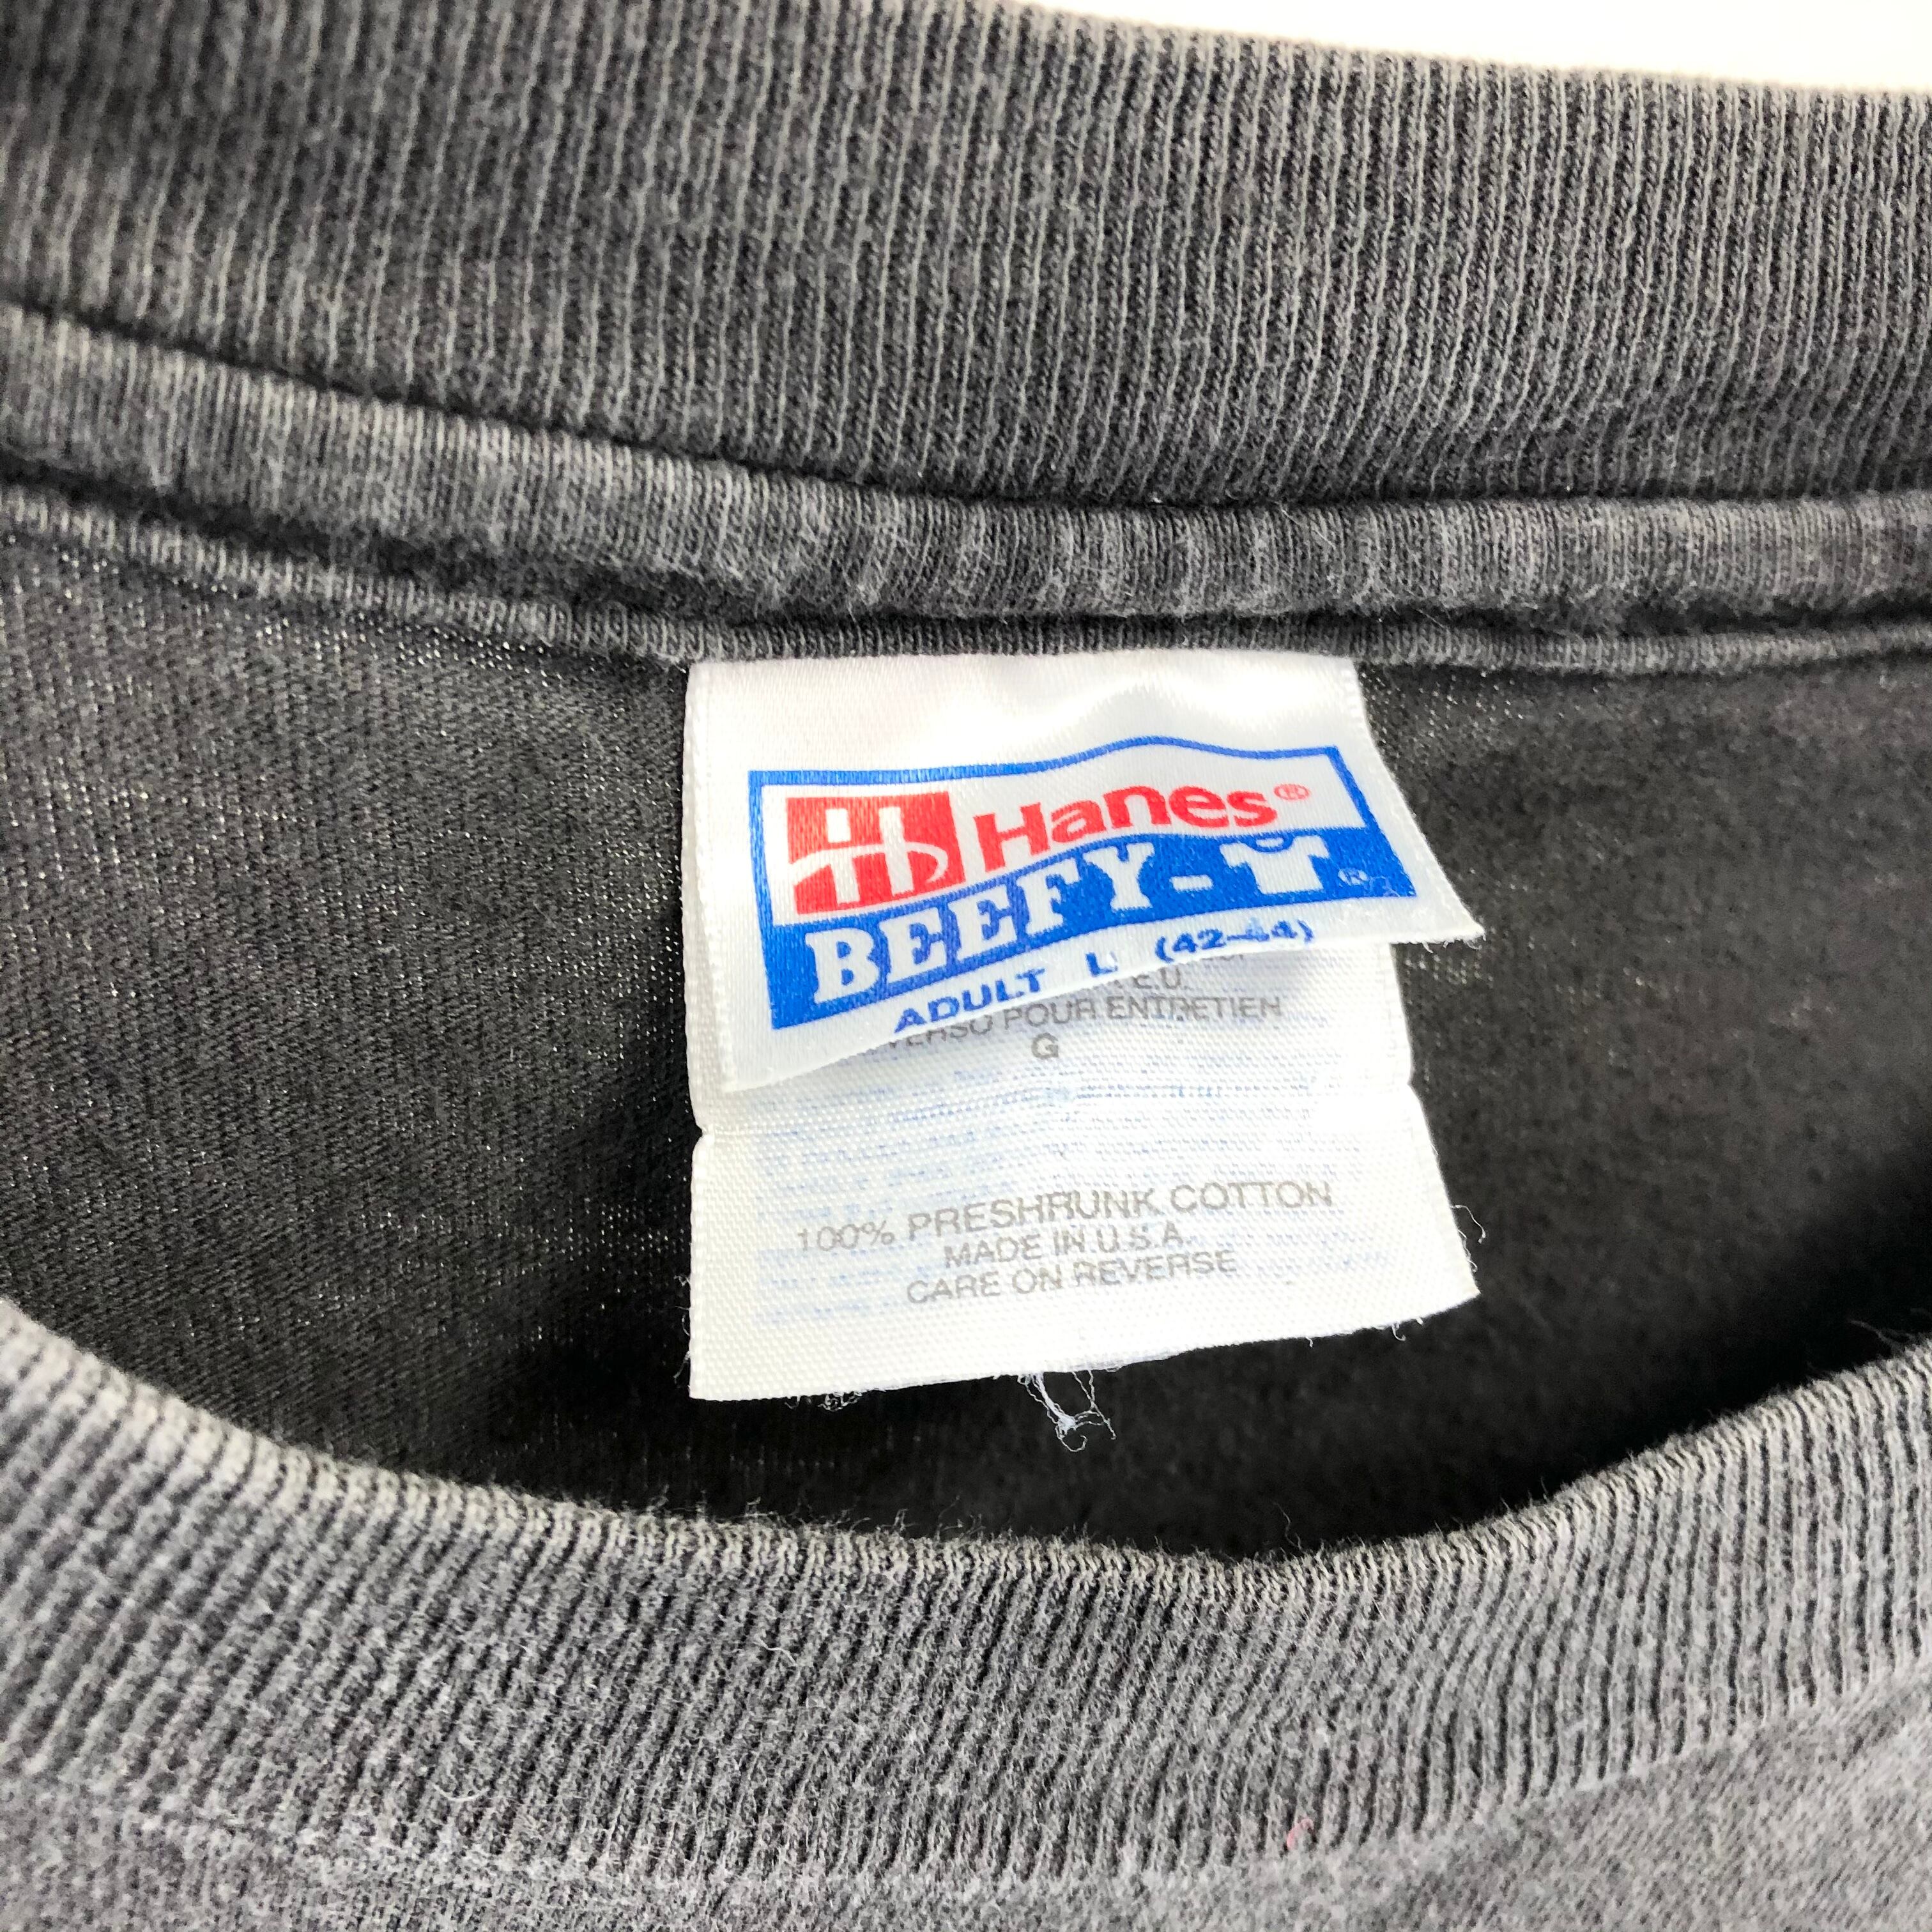 Hanes®
BEEFY-T®
ADULT L (42-44)
E.U.
VERSO POUR ENTRETIEN
G
100% PRESHRUNK COTTON
MADE IN U.S.A.
CARE ON REVERSE